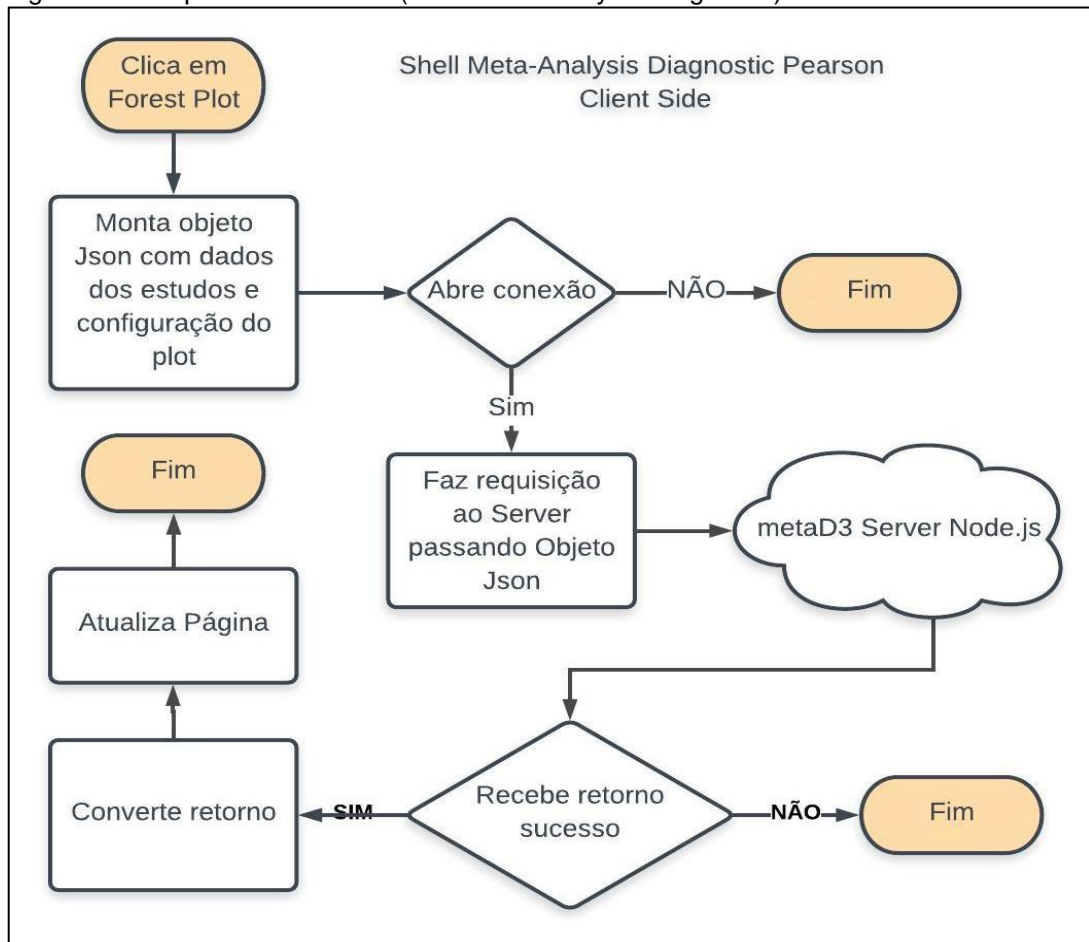 Clica em
Forest Plot
Shell Meta-Analysis Diagnostic Pearson
Client Side
Monta objeto
Json com dados
dos estudos e
configuração do
plot
Abre conexão
NÃO
Fim
Sim
Faz requisição
ao Server
passando Objeto
Json
metaD3 Server Node.js
Fim
Atualiza Página
Converte retorno
SIM
Recebe retorno
sucesso
NÃO
Fim